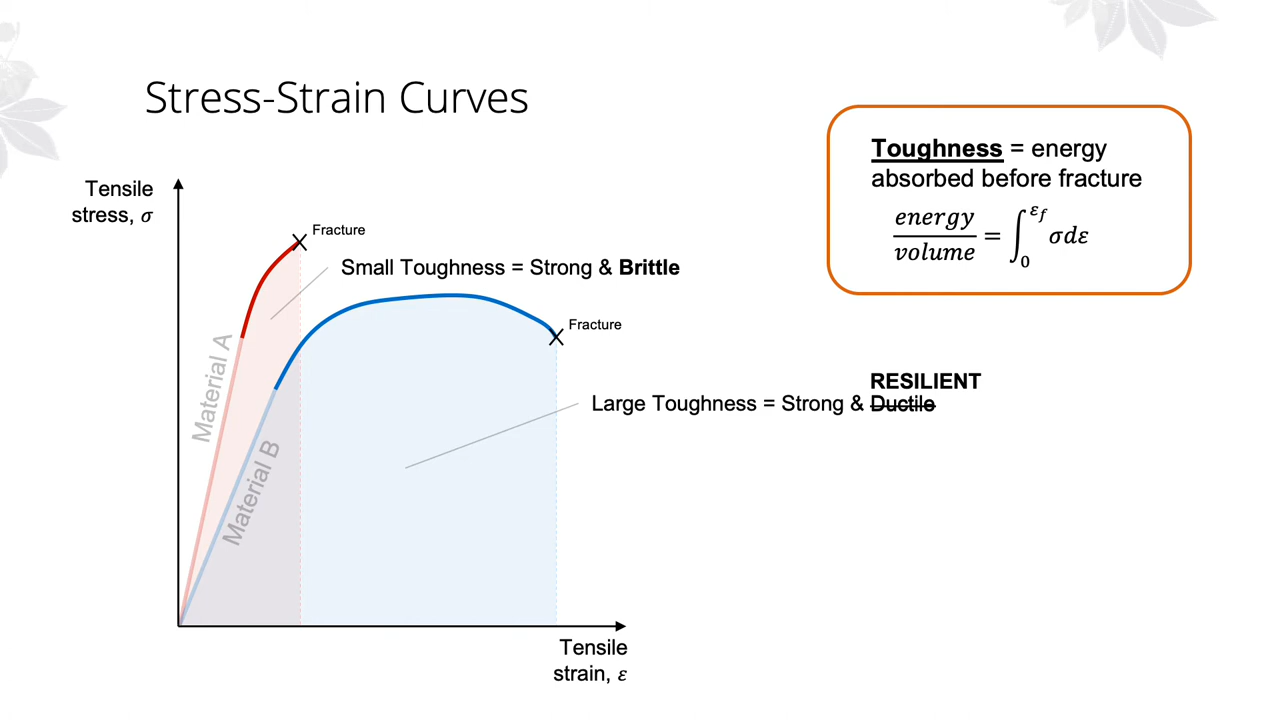 Stress-Strain Curves
Toughness = energy
absorbed before fracture
energy
volume
= ∫ εf 0 σdε
Tensile
stress, σ
Fracture
Small Toughness = Strong & Brittle
Fracture
Material A
RESILIENT
Large Toughness = Strong & Ductile
Material B
Tensile
strain, ε